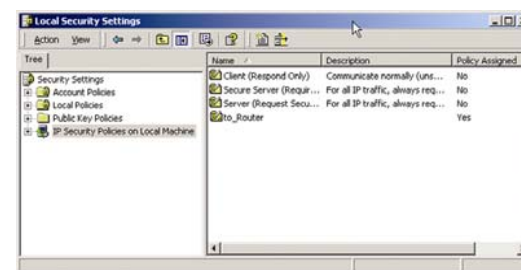 Local Security Settings
Action View
Tree
Security Settings
Account Policies
Local Policies
Public Key Policies
IP Security Policies on Local Machine
Name Description Policy Assigned
Client (Respond Only) Communicate normally (uns... No
Secure Server (Requir... For all IP traffic, always req... No
Server (Request Secu... For all IP traffic, always req... No
to_Router Yes